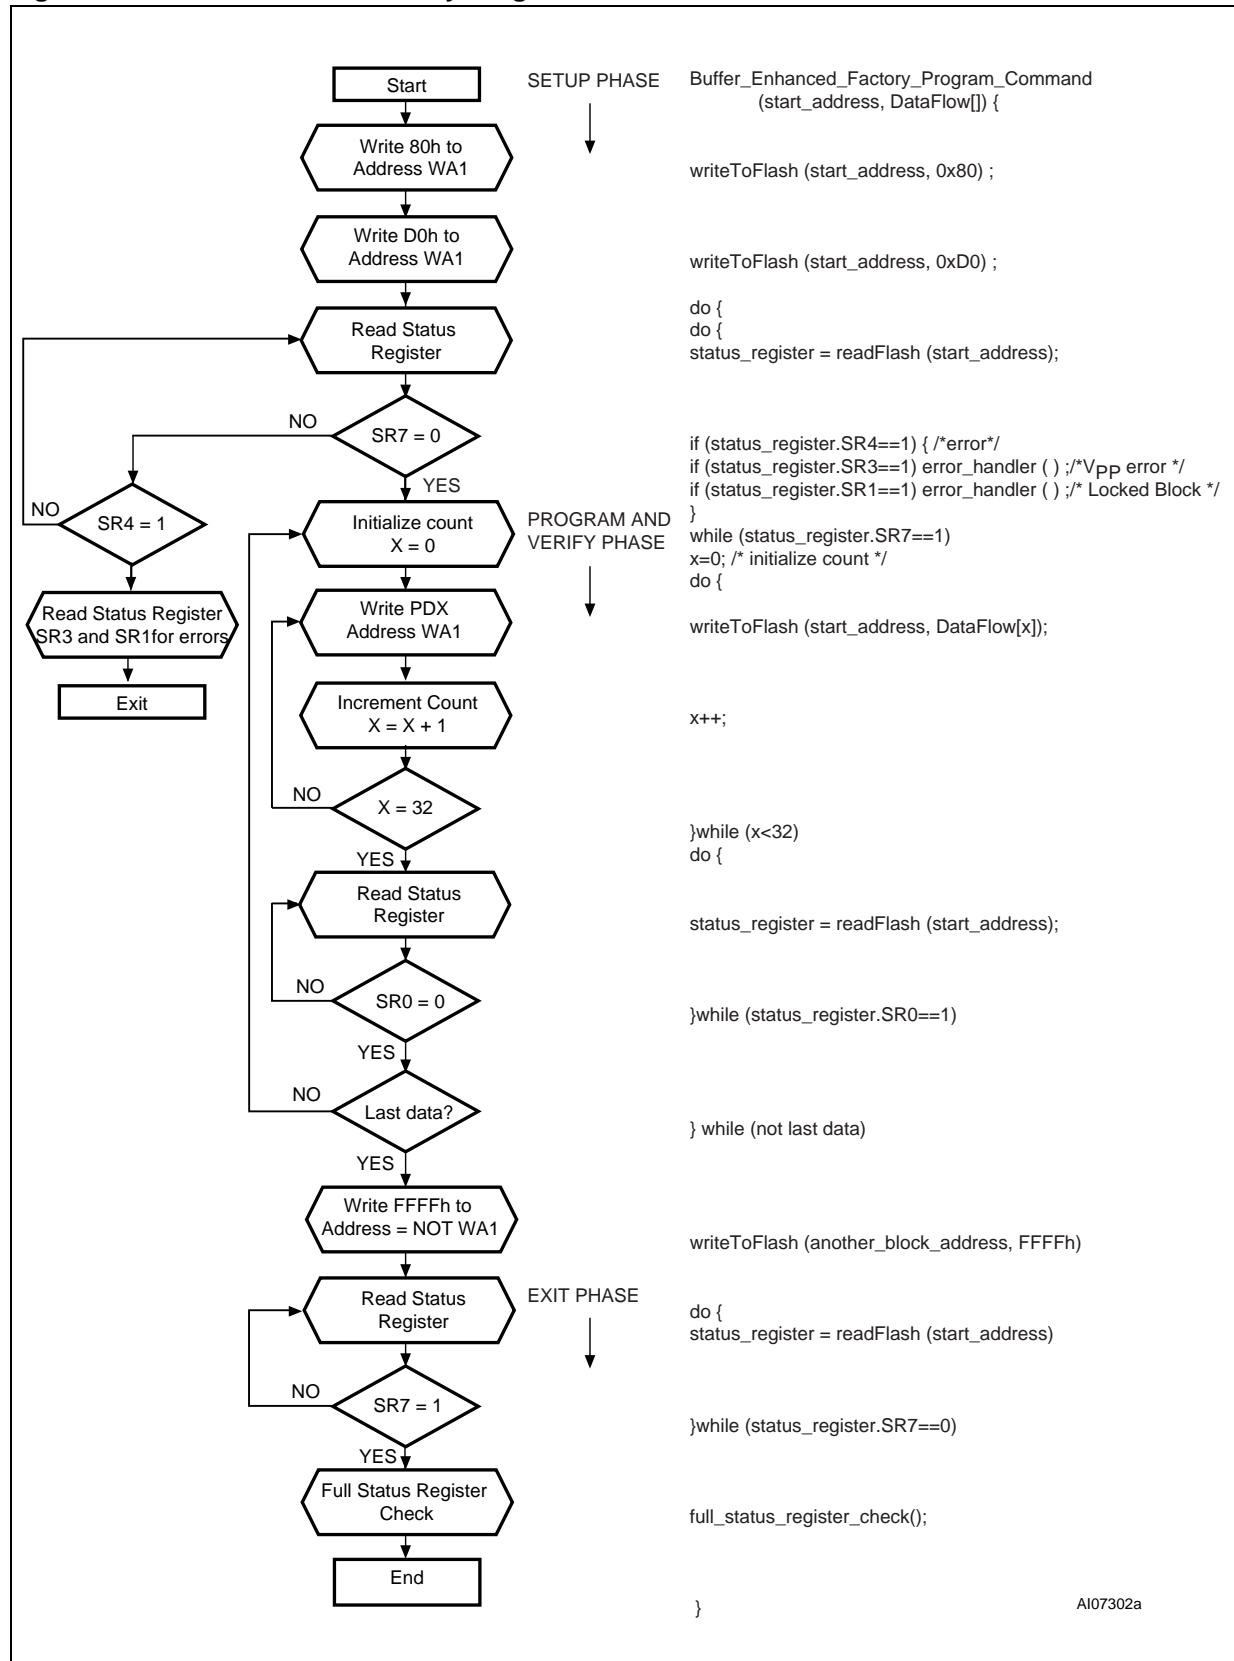 Start
SETUP PHASE
Buffer_Enhanced_Factory_Program_Command
(start_address, DataFlow[]) {
Write 80h to
Address WA1
writeToFlash (start_address, 0x80) ;
Write D0h to
Address WA1
writeToFlash (start_address, 0xD0) ;
do {
do {
Read Status
Register
status_register = readFlash (start_address);
NO
SR7 = 0
YES
if (status_register.SR4==1) { /*error*/
if (status_register.SR3==1) error_handler ( ) ;/*VPP error */
if (status_register.SR1==1) error_handler ( ) ;/* Locked Block */
}
while (status_register.SR7==1)
NO
SR4 = 1
Initialize count
X = 0
PROGRAM AND
VERIFY PHASE
x=0; /* initialize count */
do {
Read Status Register
SR3 and SR1for errors
Exit
Write PDX
Address WA1
writeToFlash (start_address, DataFlow[x]);
Increment Count
X = X + 1
x++;
NO
X = 32
YES
}while (x<32)
do {
Read Status
Register
status_register = readFlash (start_address);
NO
SR0 = 0
YES
}while (status_register.SR0==1)
NO
Last data?
YES
} while (not last data)
Write FFFFh to
Address = NOT WA1
writeToFlash (another_block_address, FFFFh)
Read Status
Register
EXIT PHASE
do {
status_register = readFlash (start_address)
NO
SR7 = 1
YES
}while (status_register.SR7==0)
Full Status Register
Check
full_status_register_check();
End
}
AI07302a